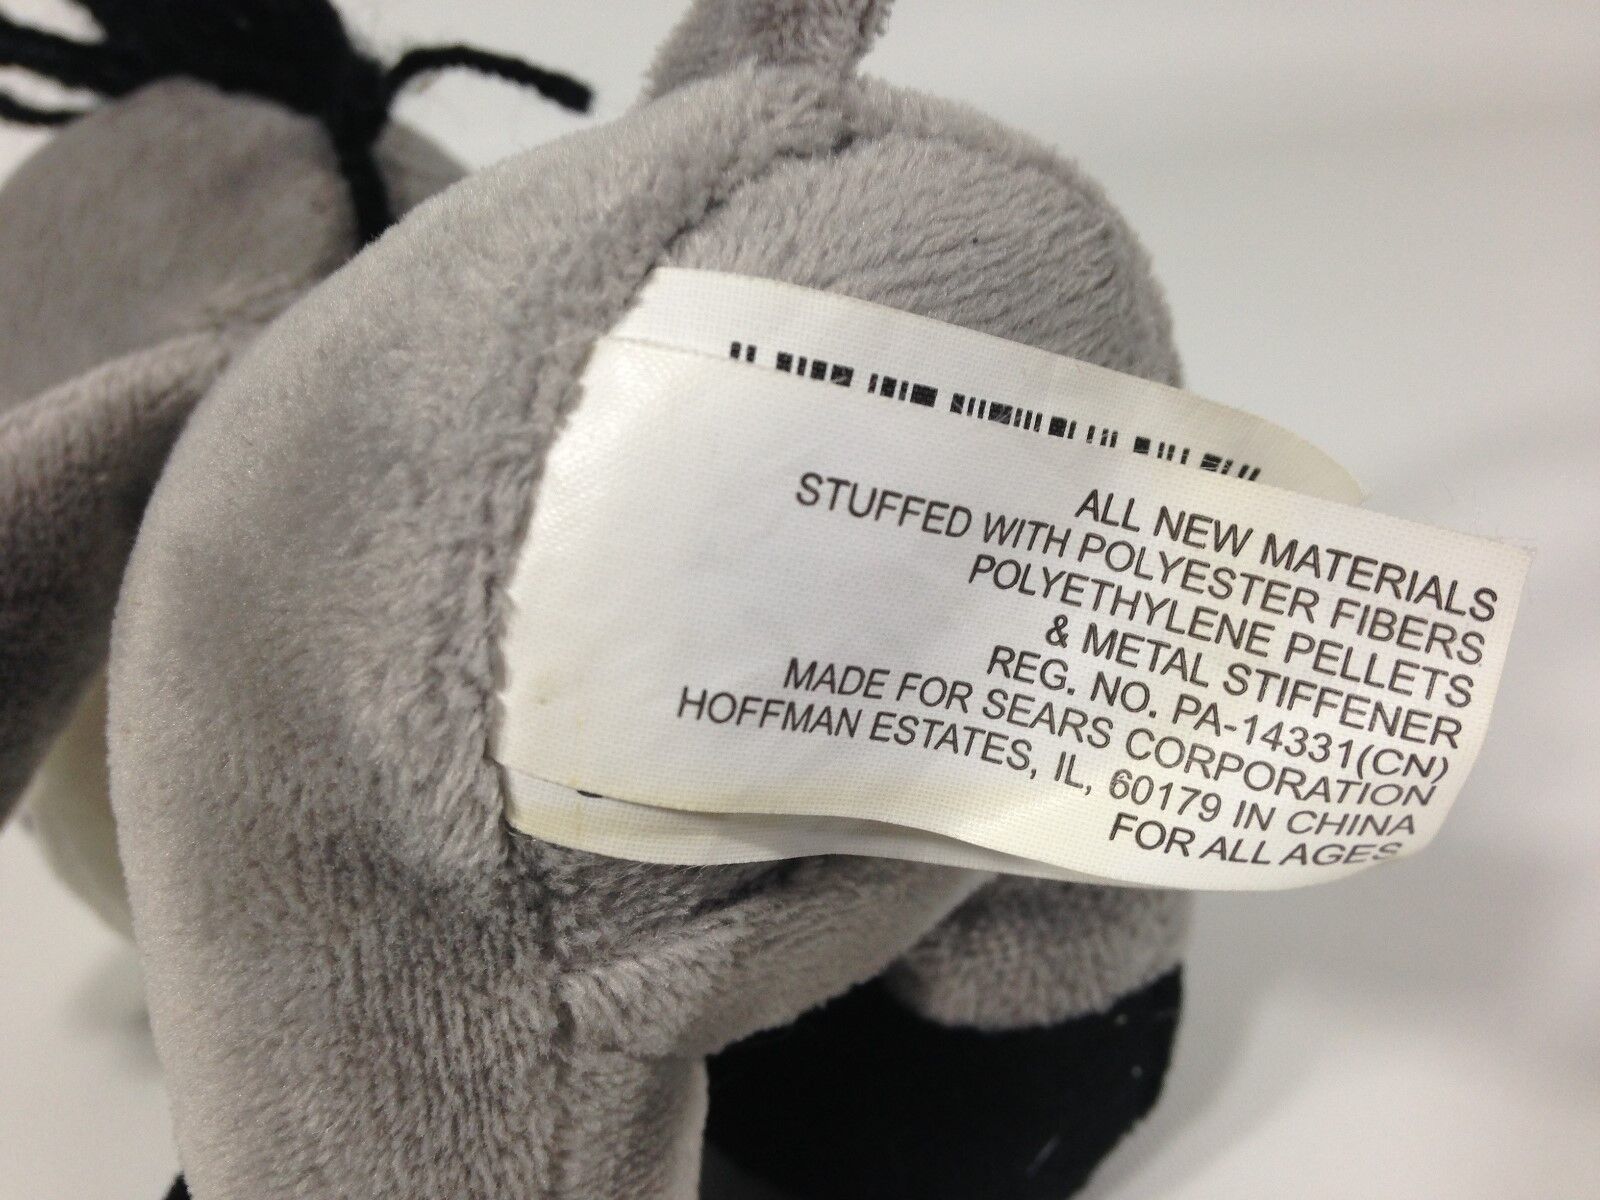 ALL NEW MATERIALS
STUFFED WITH POLYESTER FIBERS
POLYETHYLENE PELLETS
& METAL STIFFENER
REG. NO. PA-14331(CN)
MADE FOR SEARS CORPORATION
HOFFMAN ESTATES, IL, 60179 IN CHINA
FOR ALL AGES